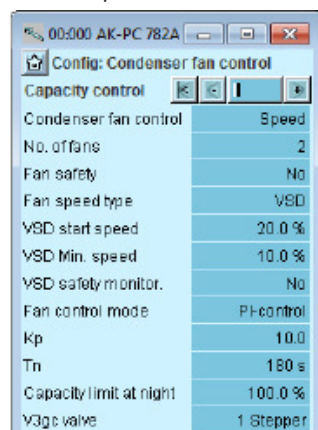 00:000 AK-PC 782A
Config: Condenser fan control
Capacity control
Condenser fan control Speed
No. of fans 2
Fan safety No
Fan speed type VSD
VSD start speed 20.0 %
VSD Min. speed 10.0 %
VSD safety monitor. No
Fan control mode PI-control
Kp 10.0
Tn 180 s
Capacity limit at night 100.0 %
V3gc valve 1 Stepper